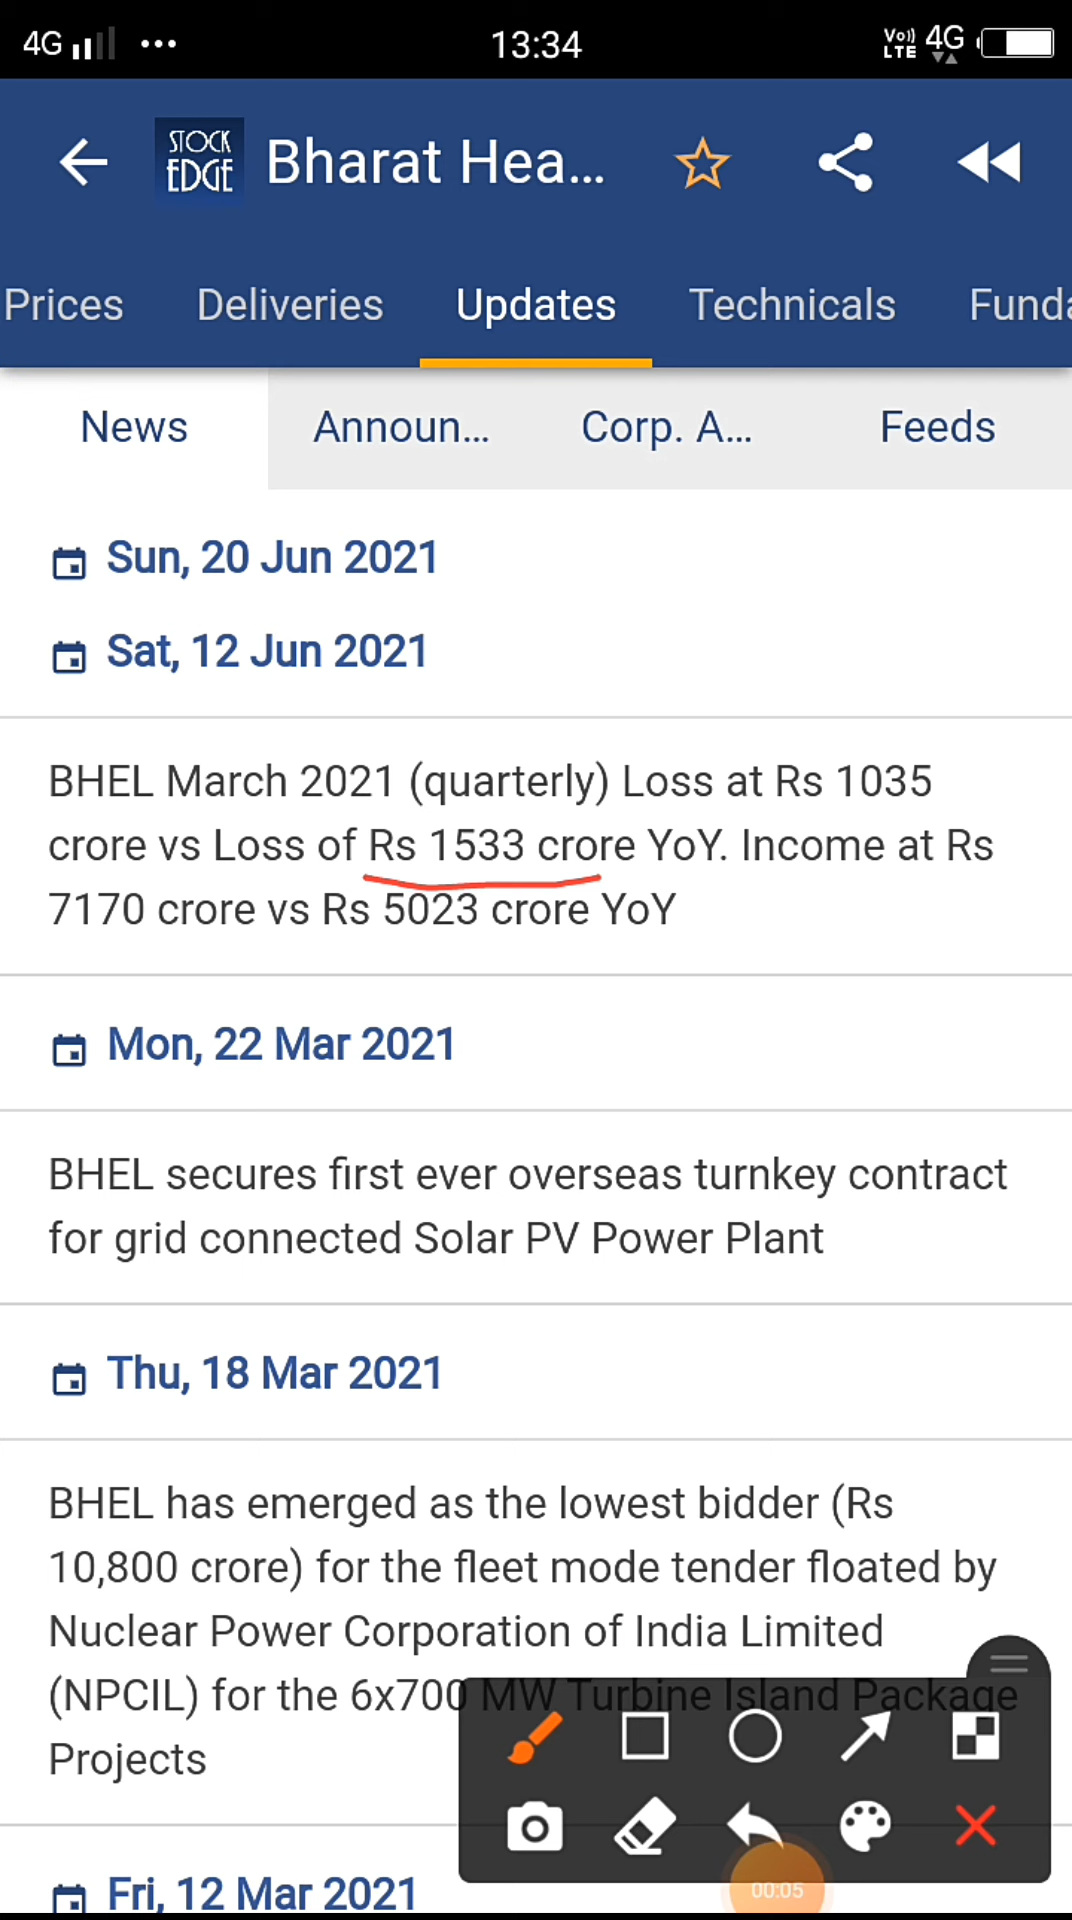 4G 13:34 Vo)) LTE 4G
STOCK EDGE Bharat Hea...
Prices Deliveries Updates Technicals Funda
News Announ... Corp. A... Feeds
Sun, 20 Jun 2021
Sat, 12 Jun 2021
BHEL March 2021 (quarterly) Loss at Rs 1035
crore vs Loss of Rs 1533 crore YoY. Income at Rs
7170 crore vs Rs 5023 crore YoY
Mon, 22 Mar 2021
BHEL secures first ever overseas turnkey contract
for grid connected Solar PV Power Plant
Thu, 18 Mar 2021
BHEL has emerged as the lowest bidder (Rs
10,800 crore) for the fleet mode tender floated by
Nuclear Power Corporation of India Limited
(NPCIL) for the 6x700 MW Turbine Island Package
Projects
Fri, 12 Mar 2021
00:05